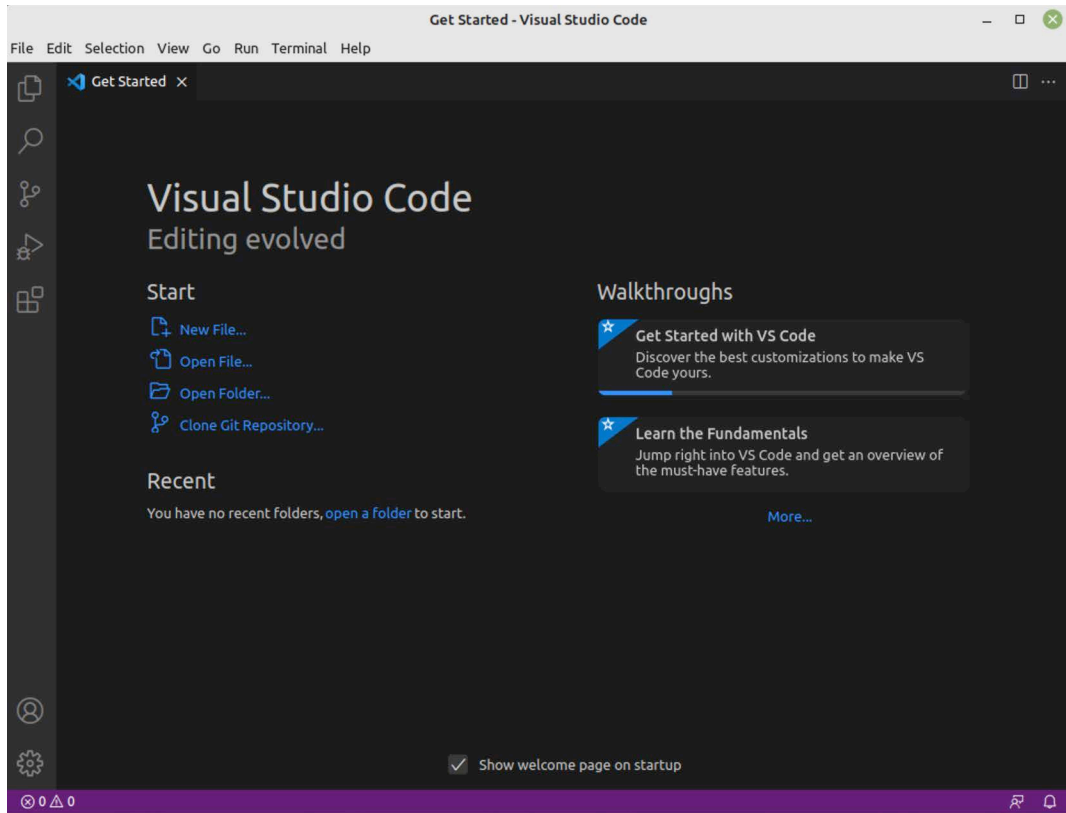 Get Started - Visual Studio Code
File Edit Selection View Go Run Terminal Help
Get Started
Visual Studio Code
Editing evolved
Start
New File...
Open File...
Open Folder...
Clone Git Repository...
Recent
You have no recent folders, open a folder to start.
Walkthroughs
Get Started with VS Code
Discover the best customizations to make VS
Code yours.
Learn the Fundamentals
Jump right into VS Code and get an overview of
the must-have features.
More...
Show welcome page on startup
0 0